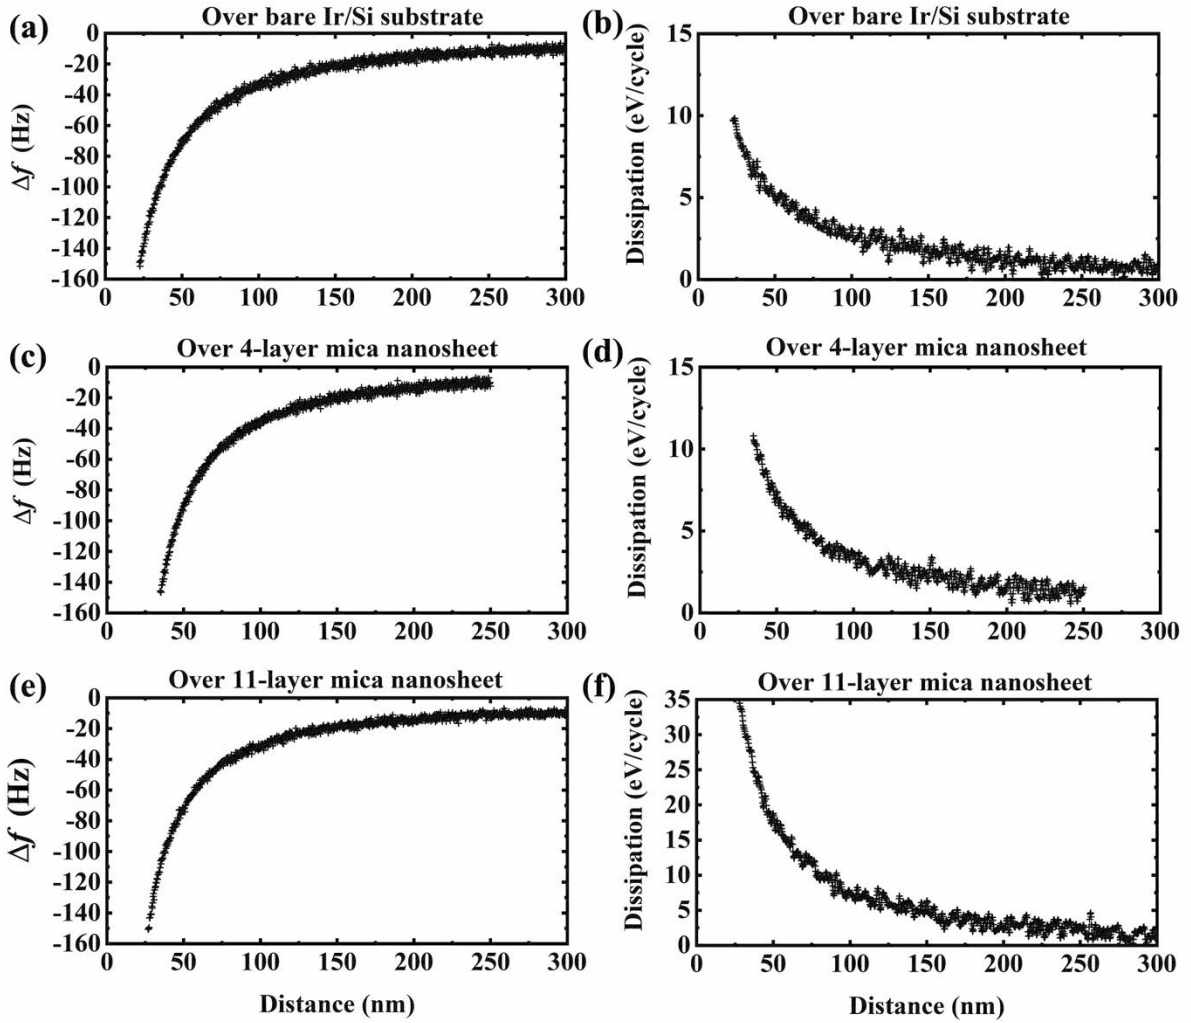 (a) Over bare Ir/Si substrate
Δf (Hz)
0
-20
-40
-60
-80
-100
-120
-140
-160
0 50 100 150 200 250 300
(b) Over bare Ir/Si substrate
Dissipation (eV/cycle)
15
10
5
0
0 50 100 150 200 250 300
(c) Over 4-layer mica nanosheet
Δf (Hz)
0
-20
-40
-60
-80
-100
-120
-140
-160
0 50 100 150 200 250 300
(d) Over 4-layer mica nanosheet
Dissipation (eV/cycle)
15
10
5
0
0 50 100 150 200 250 300
(e) Over 11-layer mica nanosheet
Δf (Hz)
0
-20
-40
-60
-80
-100
-120
-140
-160
0 50 100 150 200 250 300
Distance (nm)
(f) Over 11-layer mica nanosheet
Dissipation (eV/cycle)
35
30
25
20
15
10
5
0
0 50 100 150 200 250 300
Distance (nm)